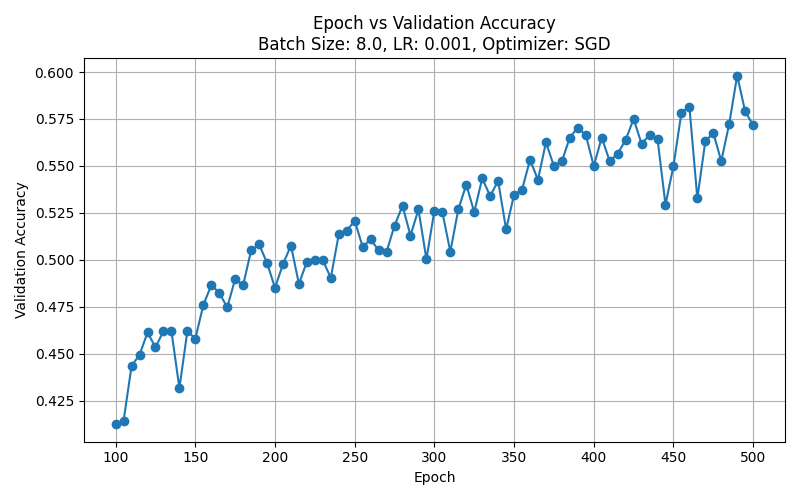 Epoch vs Validation Accuracy
Batch Size: 8.0, LR: 0.001, Optimizer: SGD
0.600
0.575
0.550
0.525
0.500
0.475
0.450
0.425
Validation Accuracy
100 150 200 250 300 350 400 450 500
Epoch